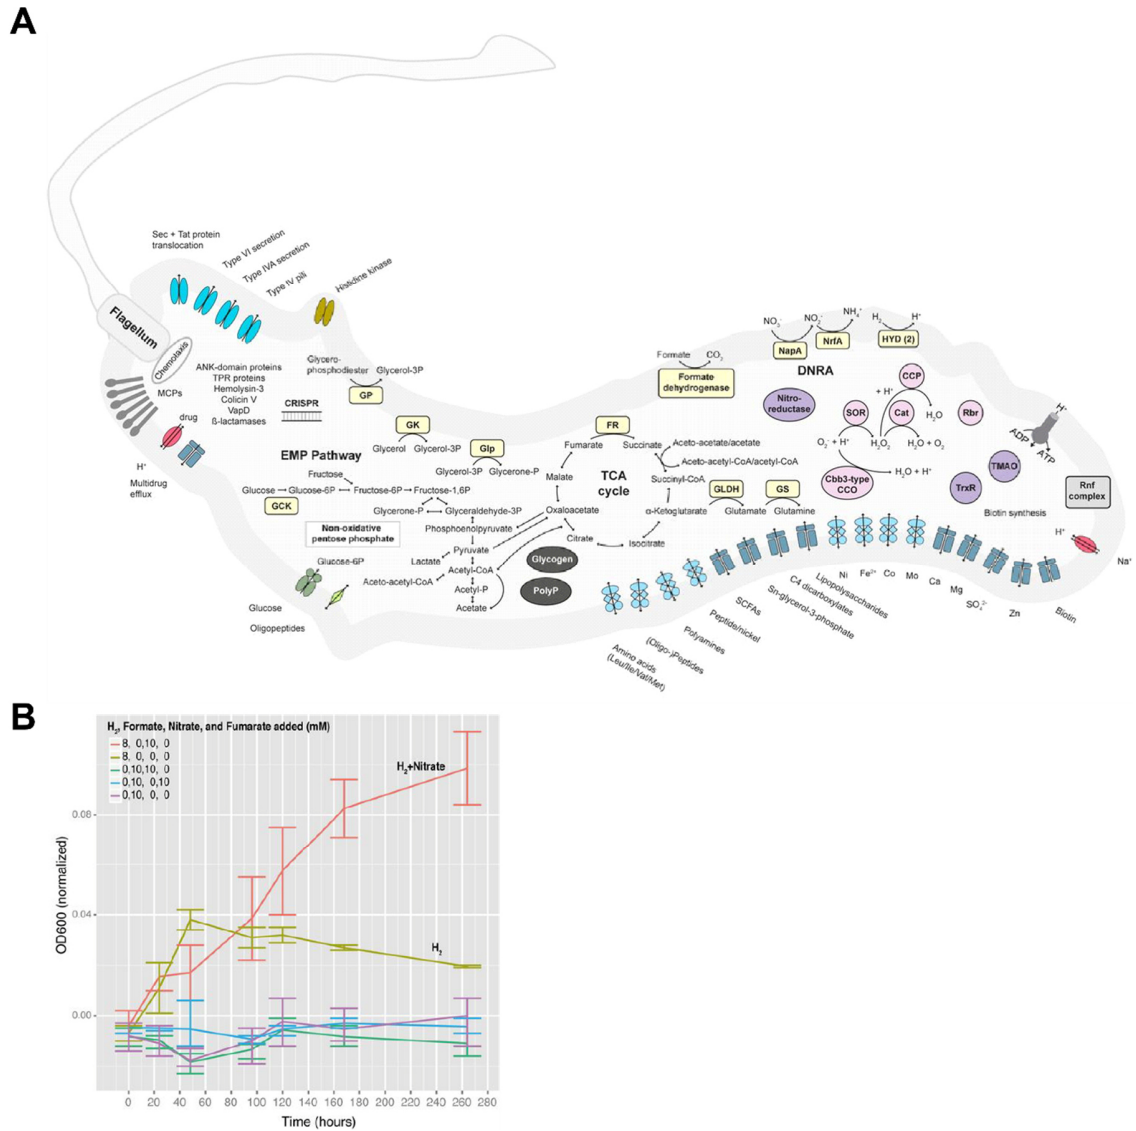 A
Sec + Tat protein
translocation
Type VI secretion
Type IVA secretion
Type IV pili
Histidine kinase
Flagellum
Chemotaxis
MCPs
ANK-domain proteins
TPR proteins
Hemolysin-3
Colicin V
VapD
ß-lactamases
CRISPR
drug
H⁺
Multidrug
efflux
Glycero-
phosphodiester
Glycerol-3P
GP
GK
Glycerol
Glycerol-3P
Glp
Glycerol-3P
Glycerone-P
EMP Pathway
Fructose
Glucose
Glucose-6P
Fructose-6P
Fructose-1,6P
GCK
Glycerone-P
Glyceraldehyde-3P
Non-oxidative
pentose phosphate
Phosphoenolpyruvate
Glucose-6P
Lactate
Pyruvate
Aceto-acetyl-CoA
Acetyl-CoA
Acetyl-P
Acetate
Glucose
Oligopeptides
FR
Fumarate
Succinate
Malate
TCA
cycle
Aceto-acetate/acetate
Aceto-acetyl-CoA/acetyl-CoA
Succinyl-CoA
Oxaloacetate
α-Ketoglutarate
Citrate
Isocitrate
Glycogen
PolyP
GLDH
GS
Glutamate
Glutamine
Formate
CO₂
Formate
dehydrogenase
NO₃⁻
NO₂⁻
NH₄⁺
NapA
NrfA
DNRA
H₂
H⁺
HYD (2)
Nitro-
reductase
CCP
+ H⁺
H₂O
SOR
Cat
Rbr
O₂⁻ + H⁺
H₂O₂
H₂O + O₂
Cbb3-type
CCO
H₂O + H⁺
TMAO
TrxR
Biotin synthesis
H⁺
ADP
ATP
Rnf
complex
H⁺
Na⁺
Amino acids
(Leu/Ile/Val/Met)
(Oligo-)Peptides
Polyamines
Peptide/nickel
SCFAs
Sn-glycerol-3-phosphate
C4 dicarboxylates
Lipopolysaccharides
Ni
Fe²⁺
Co
Mo
Ca
Mg
SO₄²⁻
Zn
Biotin
B
H₂, Formate, Nitrate, and Fumarate added (mM)
8, 0,10, 0
8, 0, 0, 0
0,10,10, 0
0,10, 0,10
0,10, 0, 0
H₂+Nitrate
H₂
0.08
0.04
0.00
OD600 (normalized)
0 20 40 60 80 100 120 140 160 180 200 220 240 260 280
Time (hours)